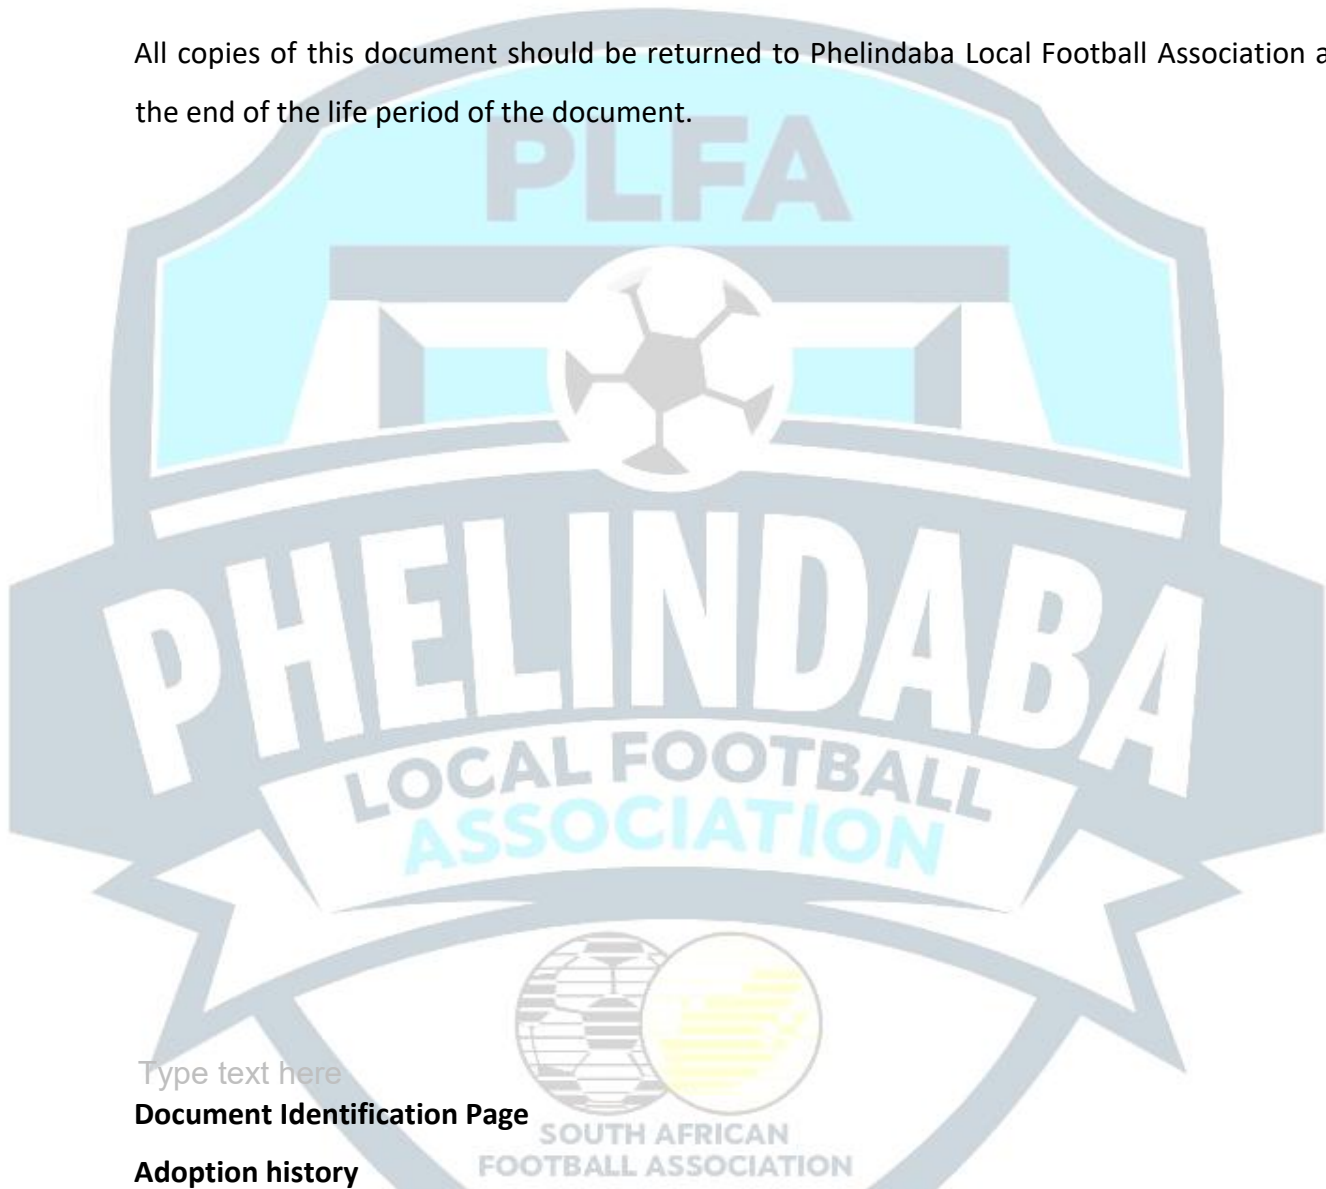 All copies of this document should be returned to Phelindaba Local Football Association a
the end of the life period of the document.
PLFA
PHELINDABA
LOCAL FOOTBALL
ASSOCIATION
Type text here
Document Identification Page
SOUTH AFRICAN
FOOTBALL ASSOCIATION
Adoption history